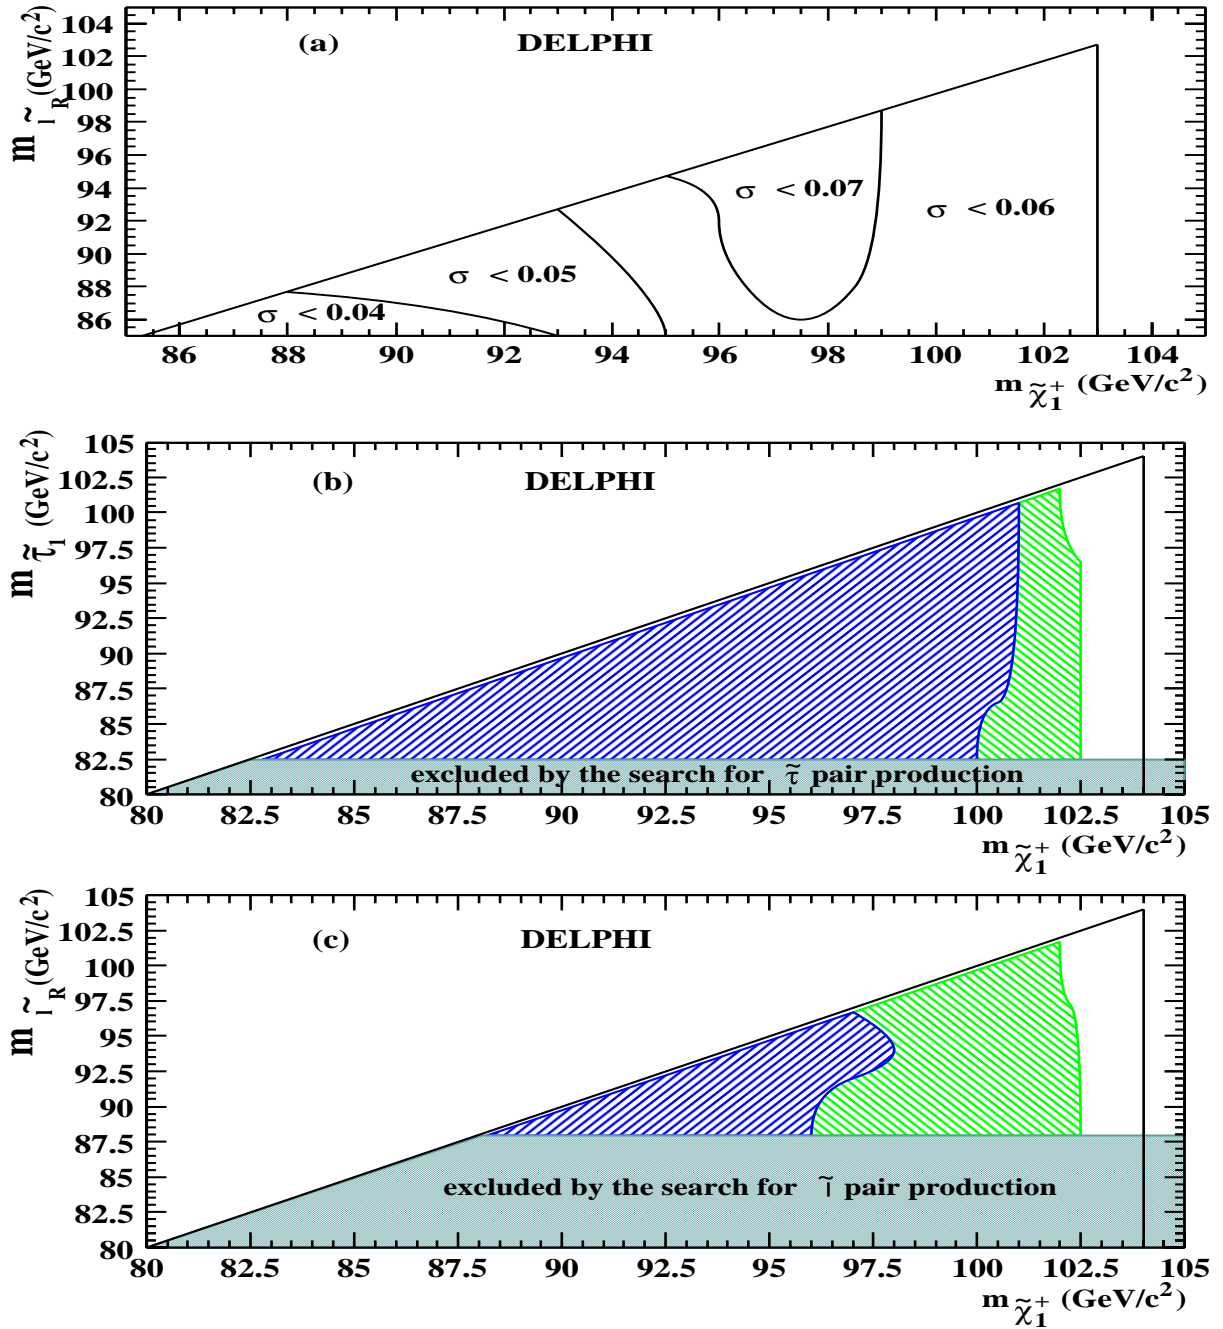 (a) DELPHI
m l̃R (GeV/c²)
104
102
100
98
96
94
92
90
88
86
σ < 0.07
σ < 0.06
σ < 0.05
σ < 0.04
86 88 90 92 94 96 98 100 102 104
m χ̃1+ (GeV/c²)
(b) DELPHI
m τ̃1 (GeV/c²)
105
102.5
100
97.5
95
92.5
90
87.5
85
82.5
80
excluded by the search for τ̃ pair production
80 82.5 85 87.5 90 92.5 95 97.5 100 102.5 105
m χ̃1+ (GeV/c²)
(c) DELPHI
m l̃R (GeV/c²)
105
102.5
100
97.5
95
92.5
90
87.5
85
82.5
80
excluded by the search for l̃ pair production
80 82.5 85 87.5 90 92.5 95 97.5 100 102.5 105
m χ̃1+ (GeV/c²)